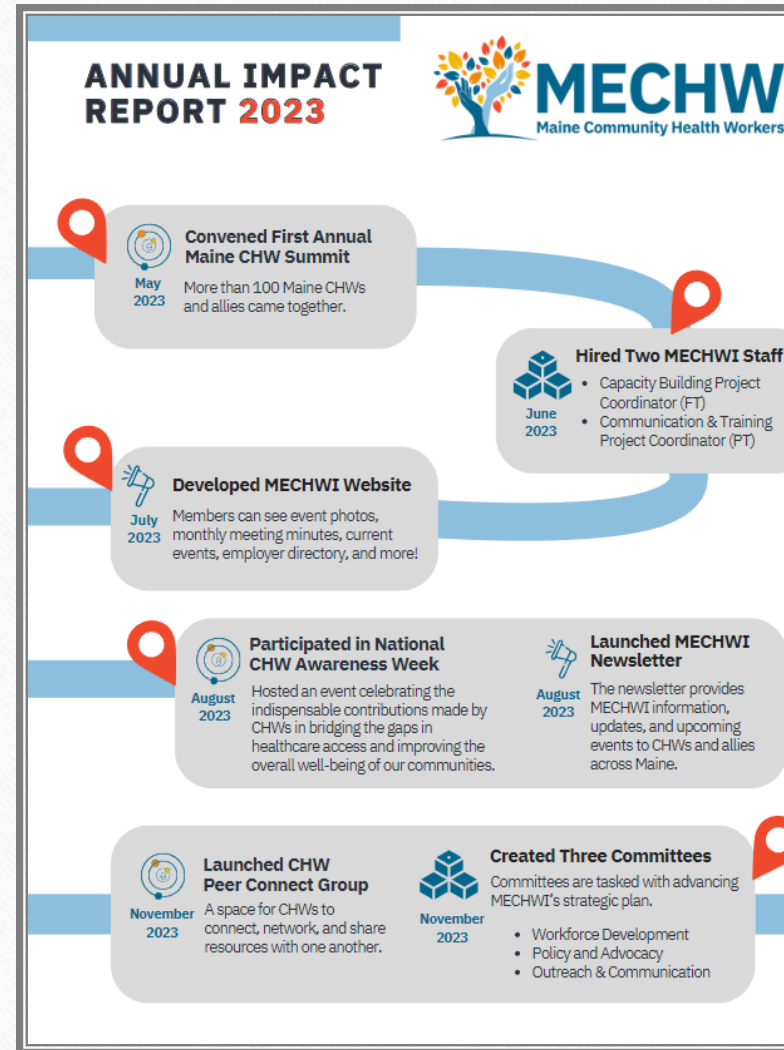 ANNUAL IMPACT
REPORT 2023
MECHW
Maine Community Health Workers
Convened First Annual
Maine CHW Summit
May
2023
More than 100 Maine CHWs
and allies came together.
Hired Two MECHWI Staff
June
2023
• Capacity Building Project
Coordinator (FT)
• Communication & Training
Project Coordinator (PT)
Developed MECHWI Website
July
2023
Members can see event photos,
monthly meeting minutes, current
events, employer directory, and more!
Participated in National
CHW Awareness Week
August
2023
Hosted an event celebrating the
indispensable contributions made by
CHWs in bridging the gaps in
healthcare access and improving the
overall well-being of our communities.
Launched MECHWI
Newsletter
August
2023
The newsletter provides
MECHWI information,
updates, and upcoming
events to CHWs and allies
across Maine.
Launched CHW
Peer Connect Group
November
2023
A space for CHWs to
connect, network, and share
resources with one another.
Created Three Committees
November
2023
Committees are tasked with advancing
MECHWI's strategic plan.
• Workforce Development
• Policy and Advocacy
• Outreach & Communication